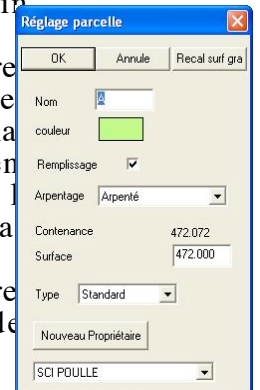 Réglage parcelle
OK Annule Recal surf gra
Nom A
couleur
Remplissage
Arpentage Arpenté
Contenance 472.072
Surface 472.000
Type Standard
Nouveau Propriétaire
SCI POULLE